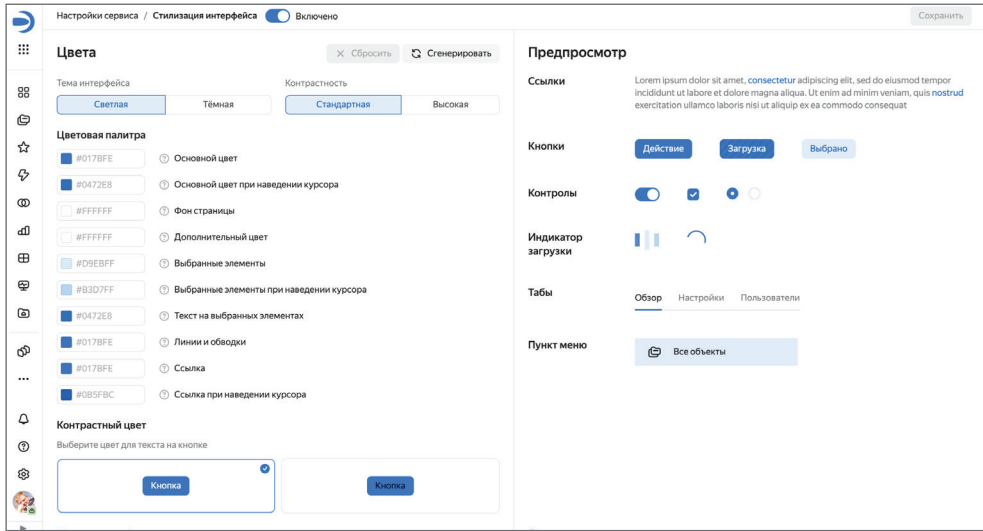 Настройки сервиса / Стилизация интерфейса Включено Сохранить
Цвета Сбросить Сгенерировать
Тема интерфейса Контрастность
Светлая Тёмная Стандартная Высокая
Цветовая палитра
#017BFE Основной цвет
#0472E8 Основной цвет при наведении курсора
#FFFFFF Фон страницы
#FFFFFF Дополнительный цвет
#D9EBFF Выбранные элементы
#B3D7FF Выбранные элементы при наведении курсора
#0472E8 Текст на выбранных элементах
#017BFE Линии и обводки
#017BFE Ссылка
#0B5FBC Ссылка при наведении курсора
Контрастный цвет
Выберите цвет для текста на кнопке
Кнопка Кнопка
Предпросмотр
Ссылки Lorem ipsum dolor sit amet, consectetur adipiscing elit, sed do eiusmod tempor
incididunt ut labore et dolore magna aliqua. Ut enim ad minim veniam, quis nostrud
exercitation ullamco laboris nisi ut aliquip ex ea commodo consequat
Кнопки Действие Загрузка Выбрано
Контролы
Индикатор
загрузки
Табы Обзор Настройки Пользователи
Пункт меню Все объекты